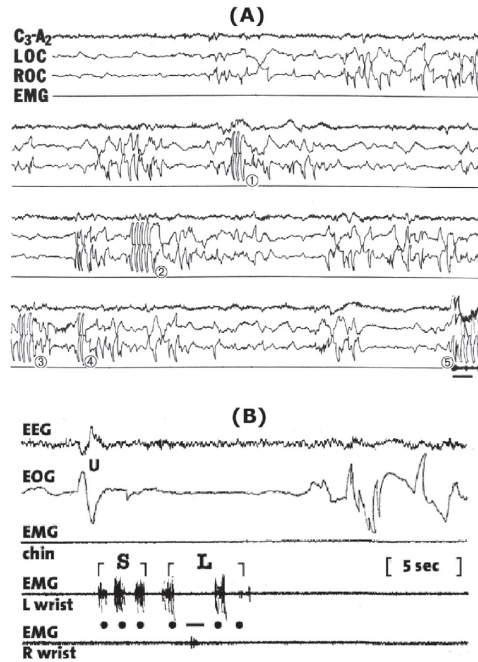 (A)
C₃-A₂
LOC
ROC
EMG
①
②
③ ④ ⑤
(B)
EEG
EOG U
EMG
chin
[ 5 sec ]
S L
EMG
L wrist
EMG
R wrist